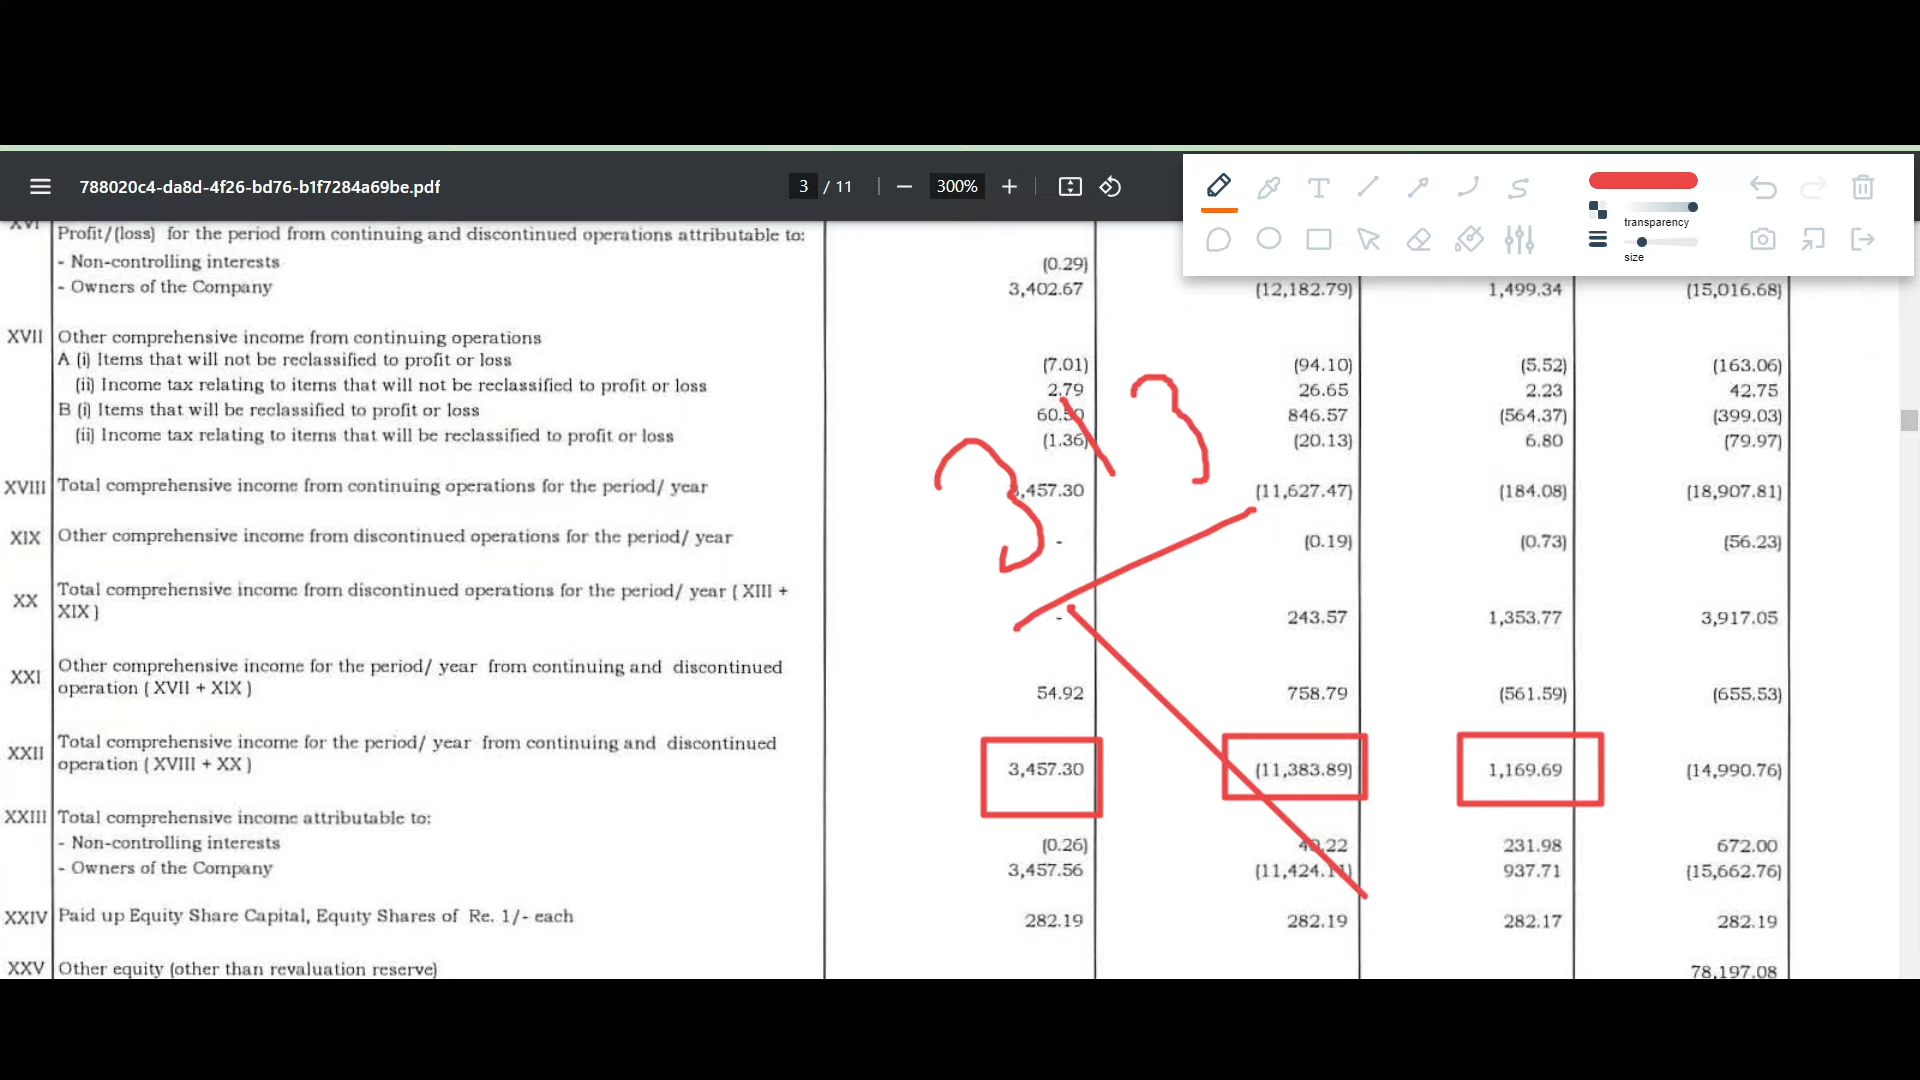 788020c4-da8d-4f26-bd76-b1f7284a69be.pdf 3 / 11 300%
transparency
size
XVI Profit/(loss) for the period from continuing and discontinued operations attributable to:
- Non-controlling interests (0.29)
- Owners of the Company 3,402.67 (12,182.79) 1,499.34 (15,016.68)
XVII Other comprehensive income from continuing operations
A (i) Items that will not be reclassified to profit or loss (7.01) (94.10) (5.52) (163.06)
(ii) Income tax relating to items that will not be reclassified to profit or loss 2.79 26.65 2.23 42.75
B (i) Items that will be reclassified to profit or loss 60.50 846.57 (564.37) (399.03)
(ii) Income tax relating to items that will be reclassified to profit or loss (1.36) (20.13) 6.80 (79.97)
3 1 3
XVIII Total comprehensive income from continuing operations for the period/ year 3,457.30 (11,627.47) (184.08) (18,907.81)
XIX Other comprehensive income from discontinued operations for the period/ year - (0.19) (0.73) (56.23)
XX Total comprehensive income from discontinued operations for the period/ year ( XIII +
XIX ) - 243.57 1,353.77 3,917.05
XXI Other comprehensive income for the period/ year from continuing and discontinued
operation ( XVII + XIX ) 54.92 758.79 (561.59) (655.53)
XXII Total comprehensive income for the period/ year from continuing and discontinued
operation ( XVIII + XX ) 3,457.30 (11,383.89) 1,169.69 (14,990.76)
XXIII Total comprehensive income attributable to:
- Non-controlling interests (0.26) 231.98 672.00
- Owners of the Company 3,457.56 937.71 (15,662.76)
XXIV Paid up Equity Share Capital, Equity Shares of Re. 1/- each 282.19 282.19 282.17 282.19
XXV Other equity (other than revaluation reserve) 78,197.08